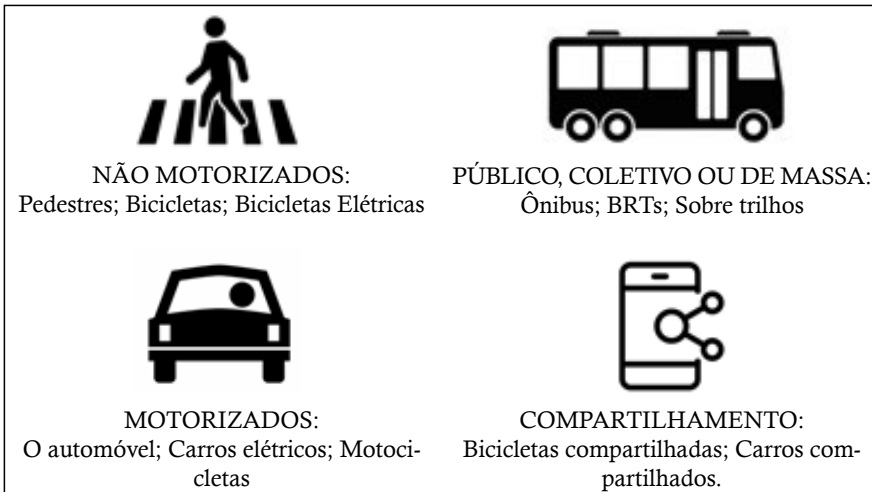 NÃO MOTORIZADOS:
Pedestres; Bicicletas; Bicicletas Elétricas
PÚBLICO, COLETIVO OU DE MASSA:
Ônibus; BRTs; Sobre trilhos
MOTORIZADOS:
O automóvel; Carros elétricos; Motoci-
cletas
COMPARTILHAMENTO:
Bicicletas compartilhadas; Carros com-
partilhados.